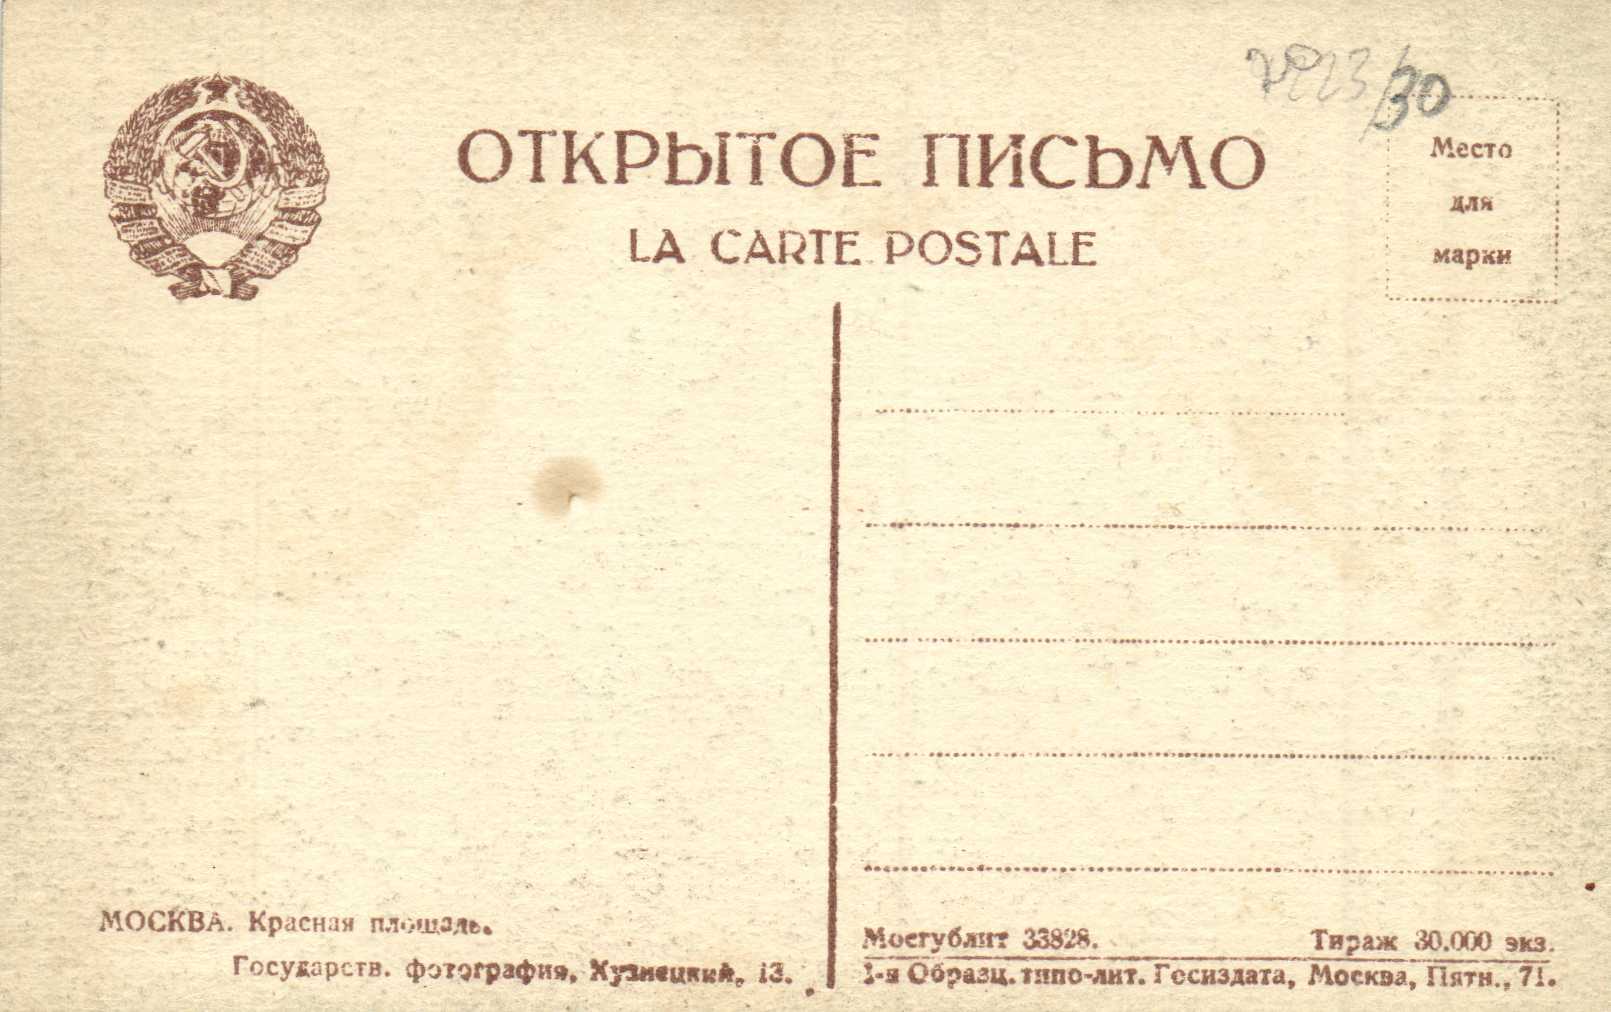 /30
ОТКРЫТОЕ ПИСЬМО
LA CARTE POSTALE
Место
для
марки
МОСКВА. Красная площадь.
Государств. фотография, Кузнецкий, 13.
Мосгублит 33828. Тираж 30.000 экз.
1-я Образц. типо-лит. Госиздата, Москва, Пятн., 71.